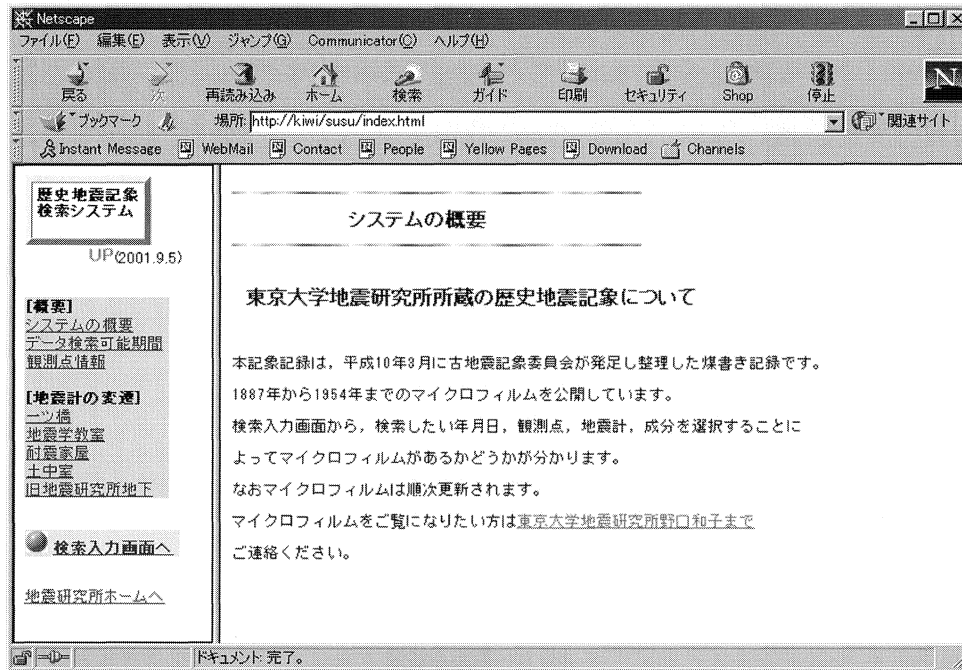 Netscape
ファイル(F) 編集(E) 表示(V) ジャンプ(G) Communicator(C) ヘルプ(H)
戻る 次 再読み込み ホーム 検索 ガイド 印刷 セキュリティ Shop 停止
N
ブックマーク 場所: http://kiwi/susu/index.html 関連サイト
Instant Message WebMail Contact People Yellow Pages Download Channels
歴史地震記象
検索システム
UP(2001.9.5)
[概要]
システムの概要
データ検索可能期間
観測点情報
[地震計の変遷]
一ツ橋
地震学教室
耐震家屋
土中室
旧地震研究所地下
検索入力画面へ
地震研究所ホームへ
システムの概要
東京大学地震研究所所蔵の歴史地震記象について
本記象記録は，平成10年3月に古地震記象委員会が発足し整理した煤書き記録です。
1887年から1954年までのマイクロフィルムを公開しています。
検索入力画面から，検索したい年月日，観測点，地震計，成分を選択することに
よってマイクロフィルムがあるかどうかが分かります。
なおマイクロフィルムは順次更新されます。
マイクロフィルムをご覧になりたい方は東京大学地震研究所野口和子まで
ご連絡ください。
ドキュメント: 完了。